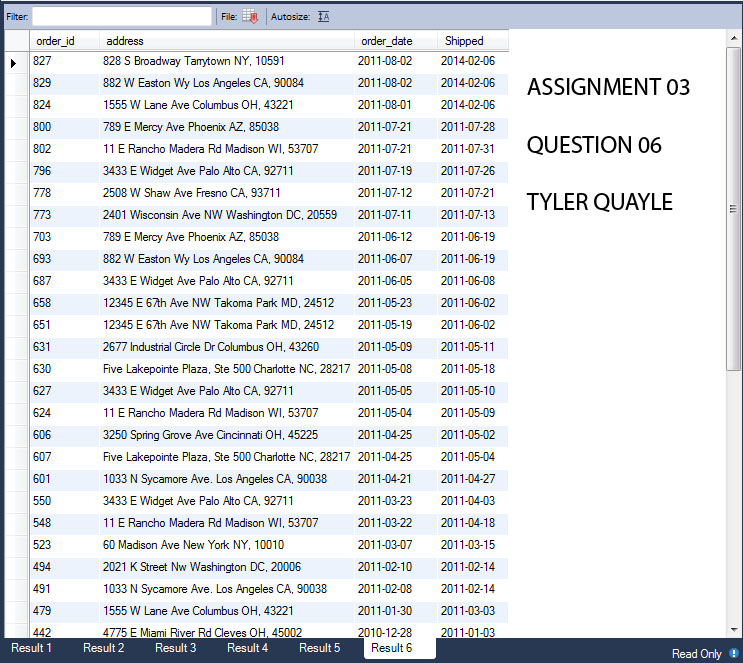 Filter: File: Autosize:
order_id address order_date Shipped
827 828 S Broadway Tarrytown NY, 10591 2011-08-02 2014-02-06
829 882 W Easton Wy Los Angeles CA, 90084 2011-08-02 2014-02-06
824 1555 W Lane Ave Columbus OH, 43221 2011-08-01 2014-02-06
800 789 E Mercy Ave Phoenix AZ, 85038 2011-07-21 2011-07-28
802 11 E Rancho Madera Rd Madison WI, 53707 2011-07-21 2011-07-31
796 3433 E Widget Ave Palo Alto CA, 92711 2011-07-19 2011-07-26
778 2508 W Shaw Ave Fresno CA, 93711 2011-07-12 2011-07-21
773 2401 Wisconsin Ave NW Washington DC, 20559 2011-07-11 2011-07-13
703 789 E Mercy Ave Phoenix AZ, 85038 2011-06-12 2011-06-19
693 882 W Easton Wy Los Angeles CA, 90084 2011-06-07 2011-06-19
687 3433 E Widget Ave Palo Alto CA, 92711 2011-06-05 2011-06-08
658 12345 E 67th Ave NW Takoma Park MD, 24512 2011-05-23 2011-06-02
651 12345 E 67th Ave NW Takoma Park MD, 24512 2011-05-19 2011-06-02
631 2677 Industrial Circle Dr Columbus OH, 43260 2011-05-09 2011-05-11
630 Five Lakepointe Plaza, Ste 500 Charlotte NC, 28217 2011-05-08 2011-05-18
627 3433 E Widget Ave Palo Alto CA, 92711 2011-05-05 2011-05-10
624 11 E Rancho Madera Rd Madison WI, 53707 2011-05-04 2011-05-09
606 3250 Spring Grove Ave Cincinnati OH, 45225 2011-04-25 2011-05-02
607 Five Lakepointe Plaza, Ste 500 Charlotte NC, 28217 2011-04-25 2011-05-04
601 1033 N Sycamore Ave. Los Angeles CA, 90038 2011-04-21 2011-04-27
550 3433 E Widget Ave Palo Alto CA, 92711 2011-03-23 2011-04-03
548 11 E Rancho Madera Rd Madison WI, 53707 2011-03-22 2011-04-18
523 60 Madison Ave New York NY, 10010 2011-03-07 2011-03-15
494 2021 K Street Nw Washington DC, 20006 2011-02-10 2011-02-14
491 1033 N Sycamore Ave. Los Angeles CA, 90038 2011-02-08 2011-02-14
479 1555 W Lane Ave Columbus OH, 43221 2011-01-30 2011-03-03
442 4775 E Miami River Rd Cleves OH, 45002 2010-12-28 2011-01-03
ASSIGNMENT 03
QUESTION 06
TYLER QUAYLE
Result 1 Result 2 Result 3 Result 4 Result 5 Result 6
Read Only